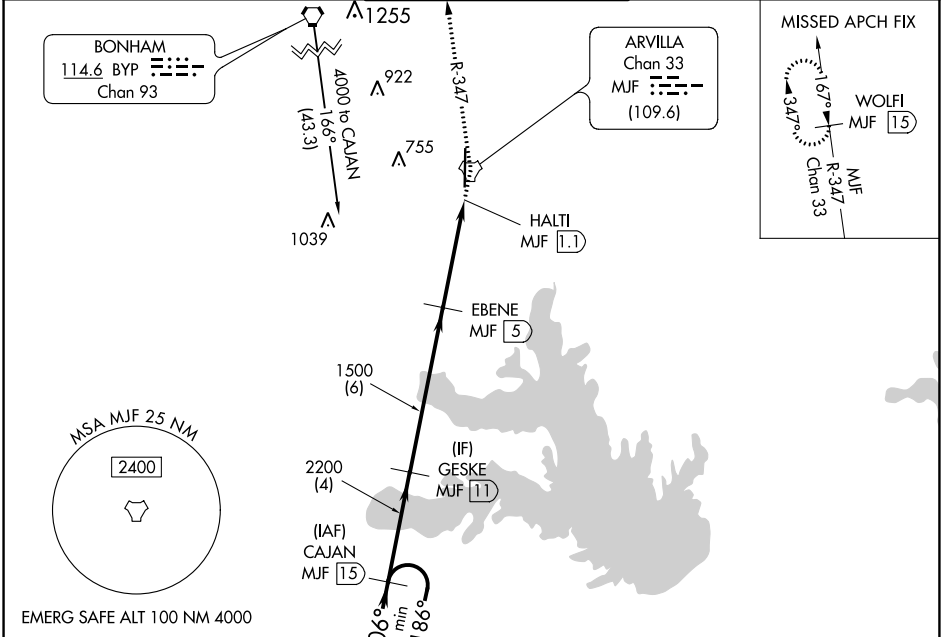 1255
BONHAM
114.6 BYP
Chan 93
4000 to CAJAN
166°
(43.3)
922
755
1039
R-347
ARVILLA
Chan 33
MJF
(109.6)
MISSED APCH FIX
347°
167°
WOLFI
MJF 15
MJF
R-347
Chan 33
HALTI
MJF 1.1
EBENE
MJF 5
1500
(6)
(IF)
GESKE
MJF 11
2200
(4)
(IAF)
CAJAN
MJF 15
MSA MJF 25 NM
2400
EMERG SAFE ALT 100 NM 4000
06°
min
186°